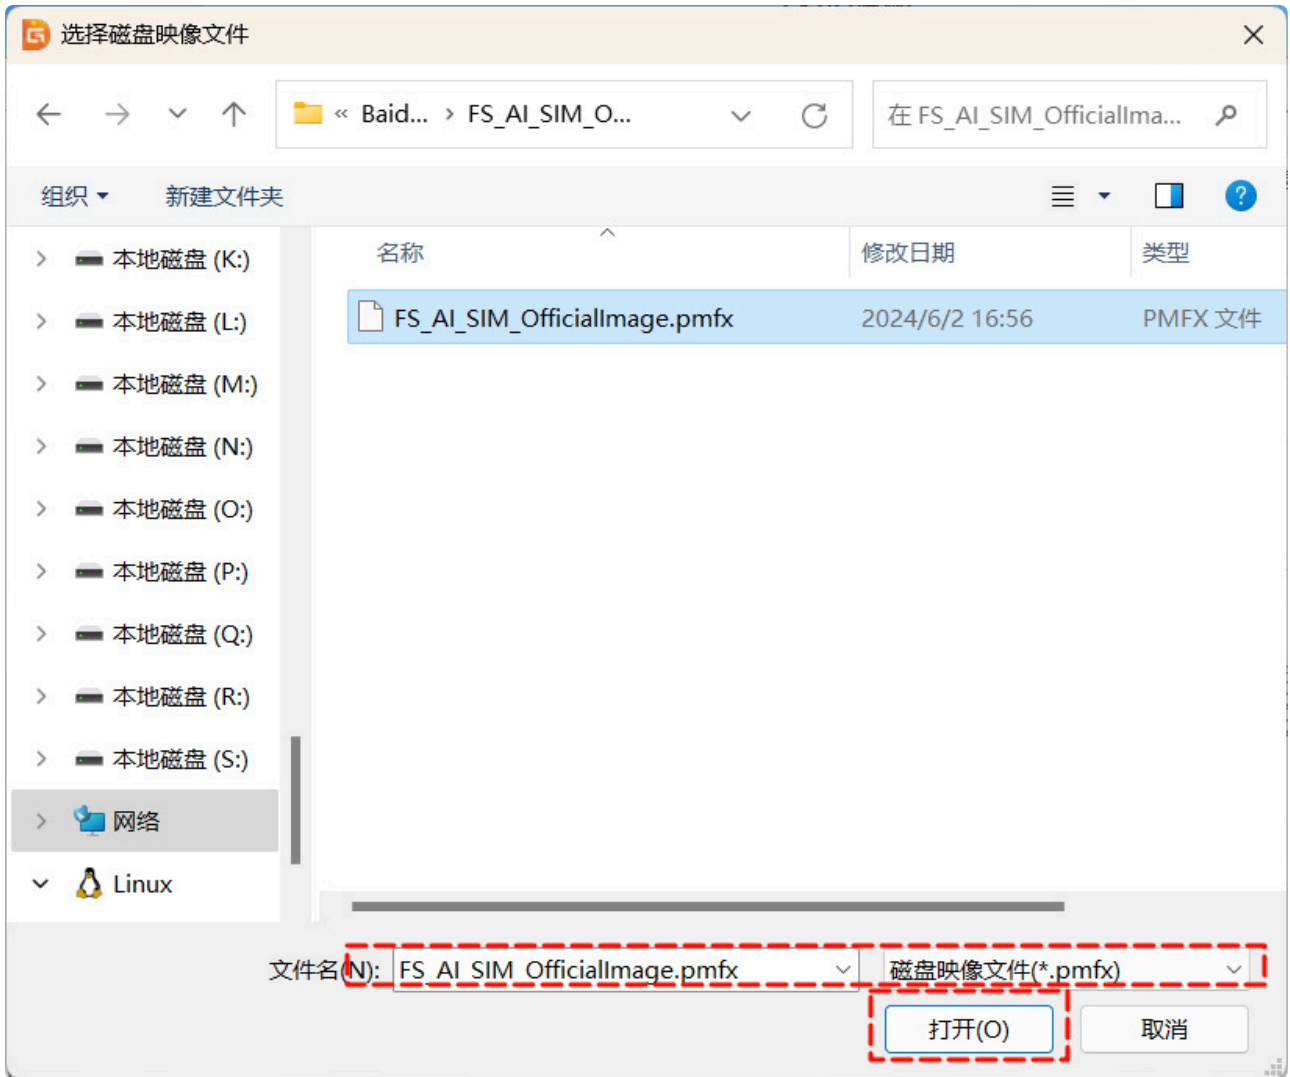 选择磁盘映像文件
« Baid... › FS_AI_SIM_O...
在 FS_AI_SIM_OfficialIma...
组织
新建文件夹
名称
修改日期
类型
本地磁盘 (K:)
本地磁盘 (L:)
本地磁盘 (M:)
本地磁盘 (N:)
本地磁盘 (O:)
本地磁盘 (P:)
本地磁盘 (Q:)
本地磁盘 (R:)
本地磁盘 (S:)
网络
Linux
FS_AI_SIM_OfficialImage.pmfx
2024/6/2 16:56
PMFX 文件
文件名(N):
FS_AI_SIM_OfficialImage.pmfx
磁盘映像文件(*.pmfx)
打开(O)
取消